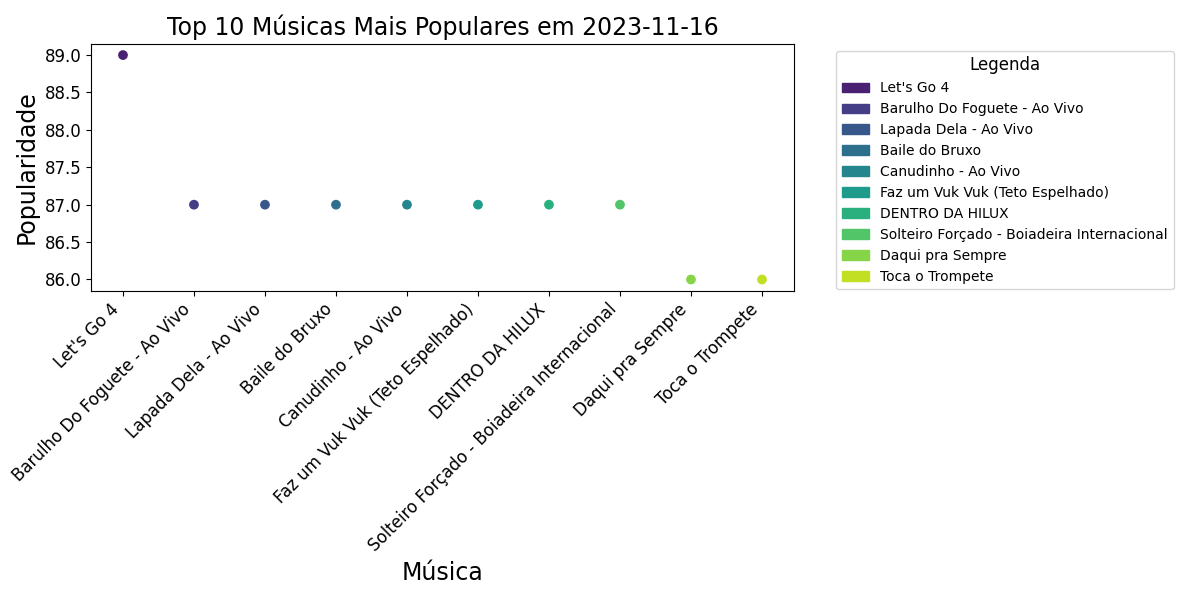 Top 10 Músicas Mais Populares em 2023-11-16
Popularidade
89.0
88.5
88.0
87.5
87.0
86.5
86.0
Let's Go 4
Barulho Do Foguete - Ao Vivo
Lapada Dela - Ao Vivo
Baile do Bruxo
Canudinho - Ao Vivo
Faz um Vuk Vuk (Teto Espelhado)
DENTRO DA HILUX
Solteiro Forçado - Boiadeira Internacional
Daqui pra Sempre
Toca o Trompete
Música
Legenda
Let's Go 4
Barulho Do Foguete - Ao Vivo
Lapada Dela - Ao Vivo
Baile do Bruxo
Canudinho - Ao Vivo
Faz um Vuk Vuk (Teto Espelhado)
DENTRO DA HILUX
Solteiro Forçado - Boiadeira Internacional
Daqui pra Sempre
Toca o Trompete